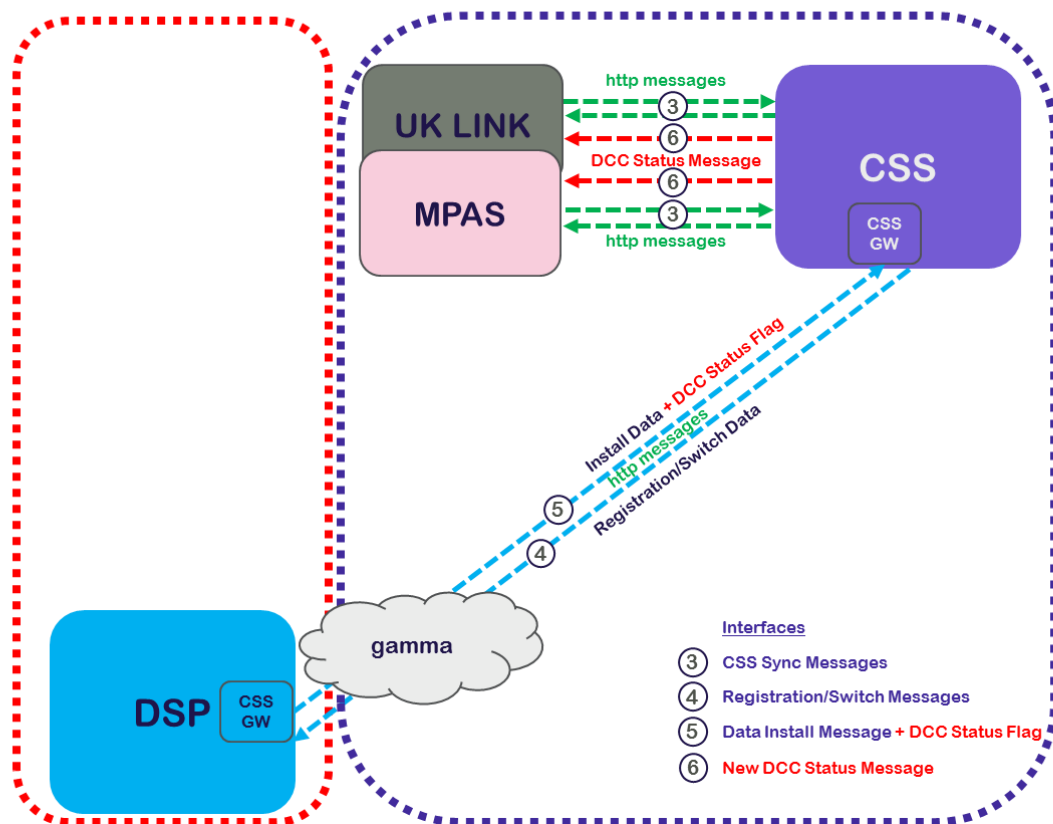 http messages
3
UK LINK
6
DCC Status Message
CSS
6
MPAS
3
http messages
CSS
GW
Install Data + DCC Status Flag
http messages
Registration/Switch Data
5
4
gamma
DSP
CSS
GW
Interfaces
3 CSS Sync Messages
4 Registration/Switch Messages
5 Data Install Message + DCC Status Flag
6 New DCC Status Message